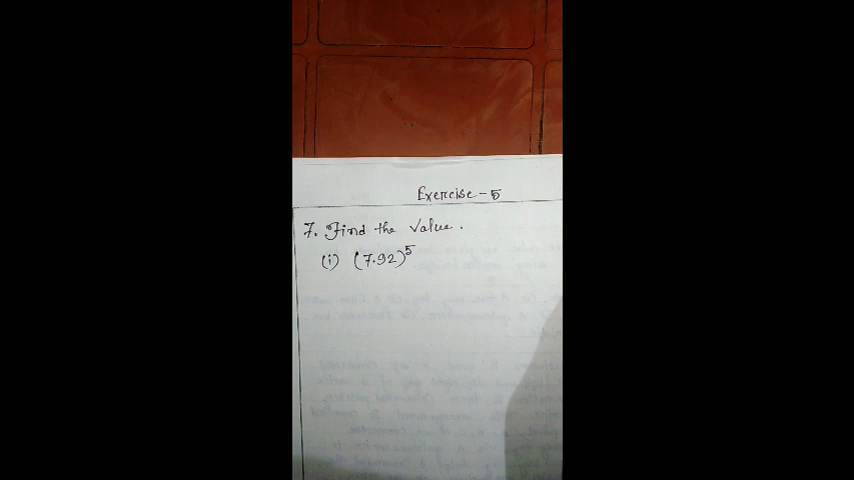 Exercise-5
7. Find the value.
(i) (7.92)⁵